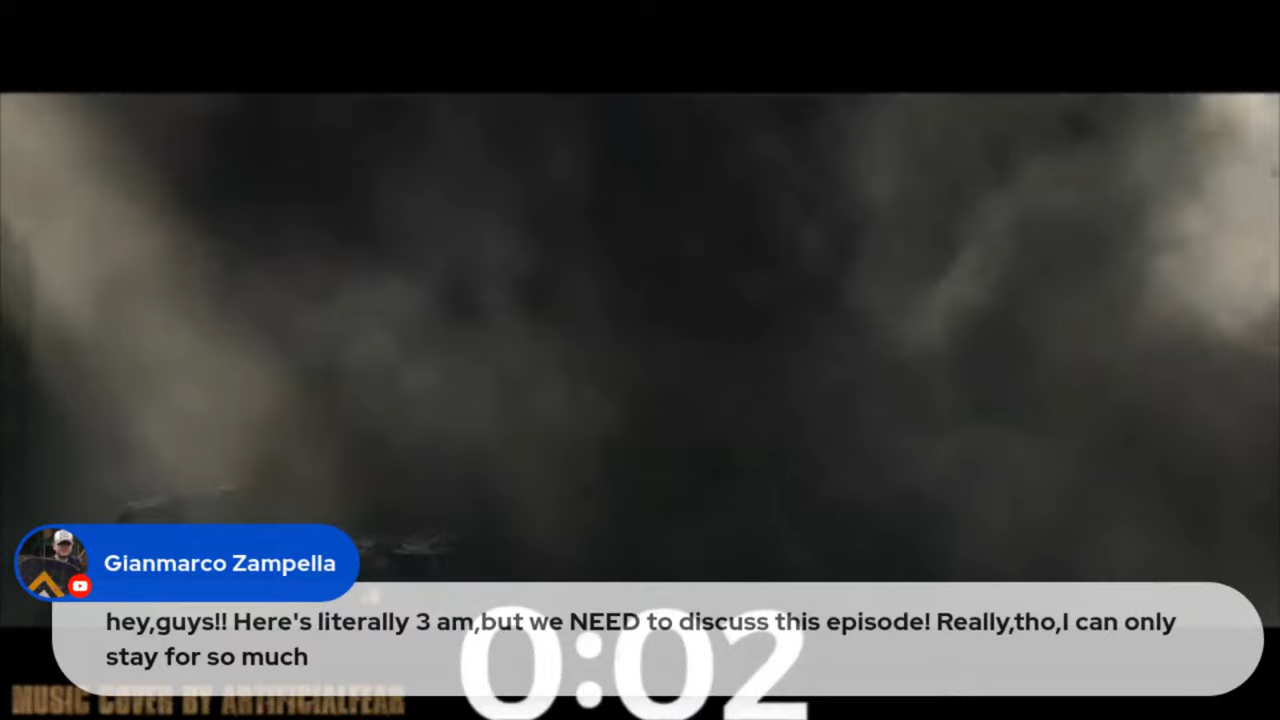 Gianmarco Zampella
hey,guys!! Here's literally 3 am,but we NEED to discuss this episode! Really,tho,I can only
stay for so much
0:02
MUSIC COVER BY ARTIFICIALFEAR